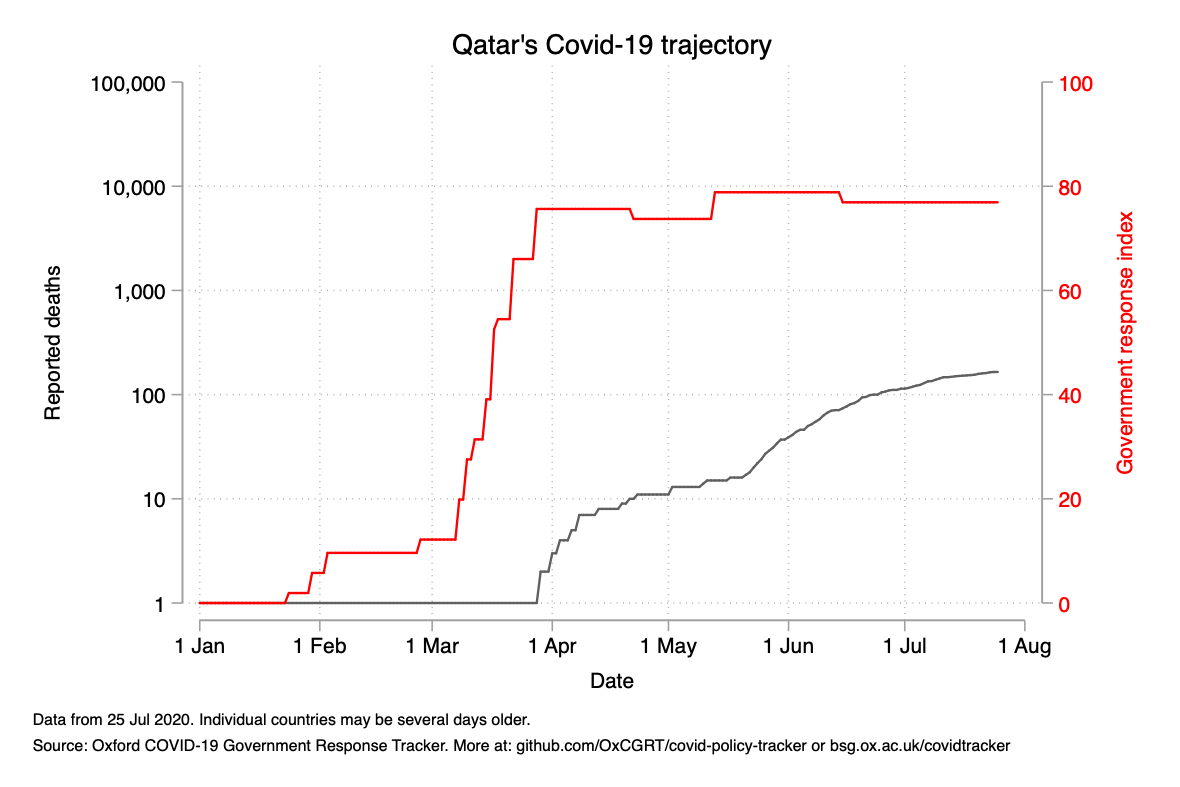 Qatar's Covid-19 trajectory
100,000
10,000
1,000
100
10
1
Reported deaths
100
80
60
40
20
0
Government response index
1 Jan 1 Feb 1 Mar 1 Apr 1 May 1 Jun 1 Jul 1 Aug
Date
Data from 25 Jul 2020. Individual countries may be several days older.
Source: Oxford COVID-19 Government Response Tracker. More at: github.com/OxCGRT/covid-policy-tracker or bsg.ox.ac.uk/covidtracker